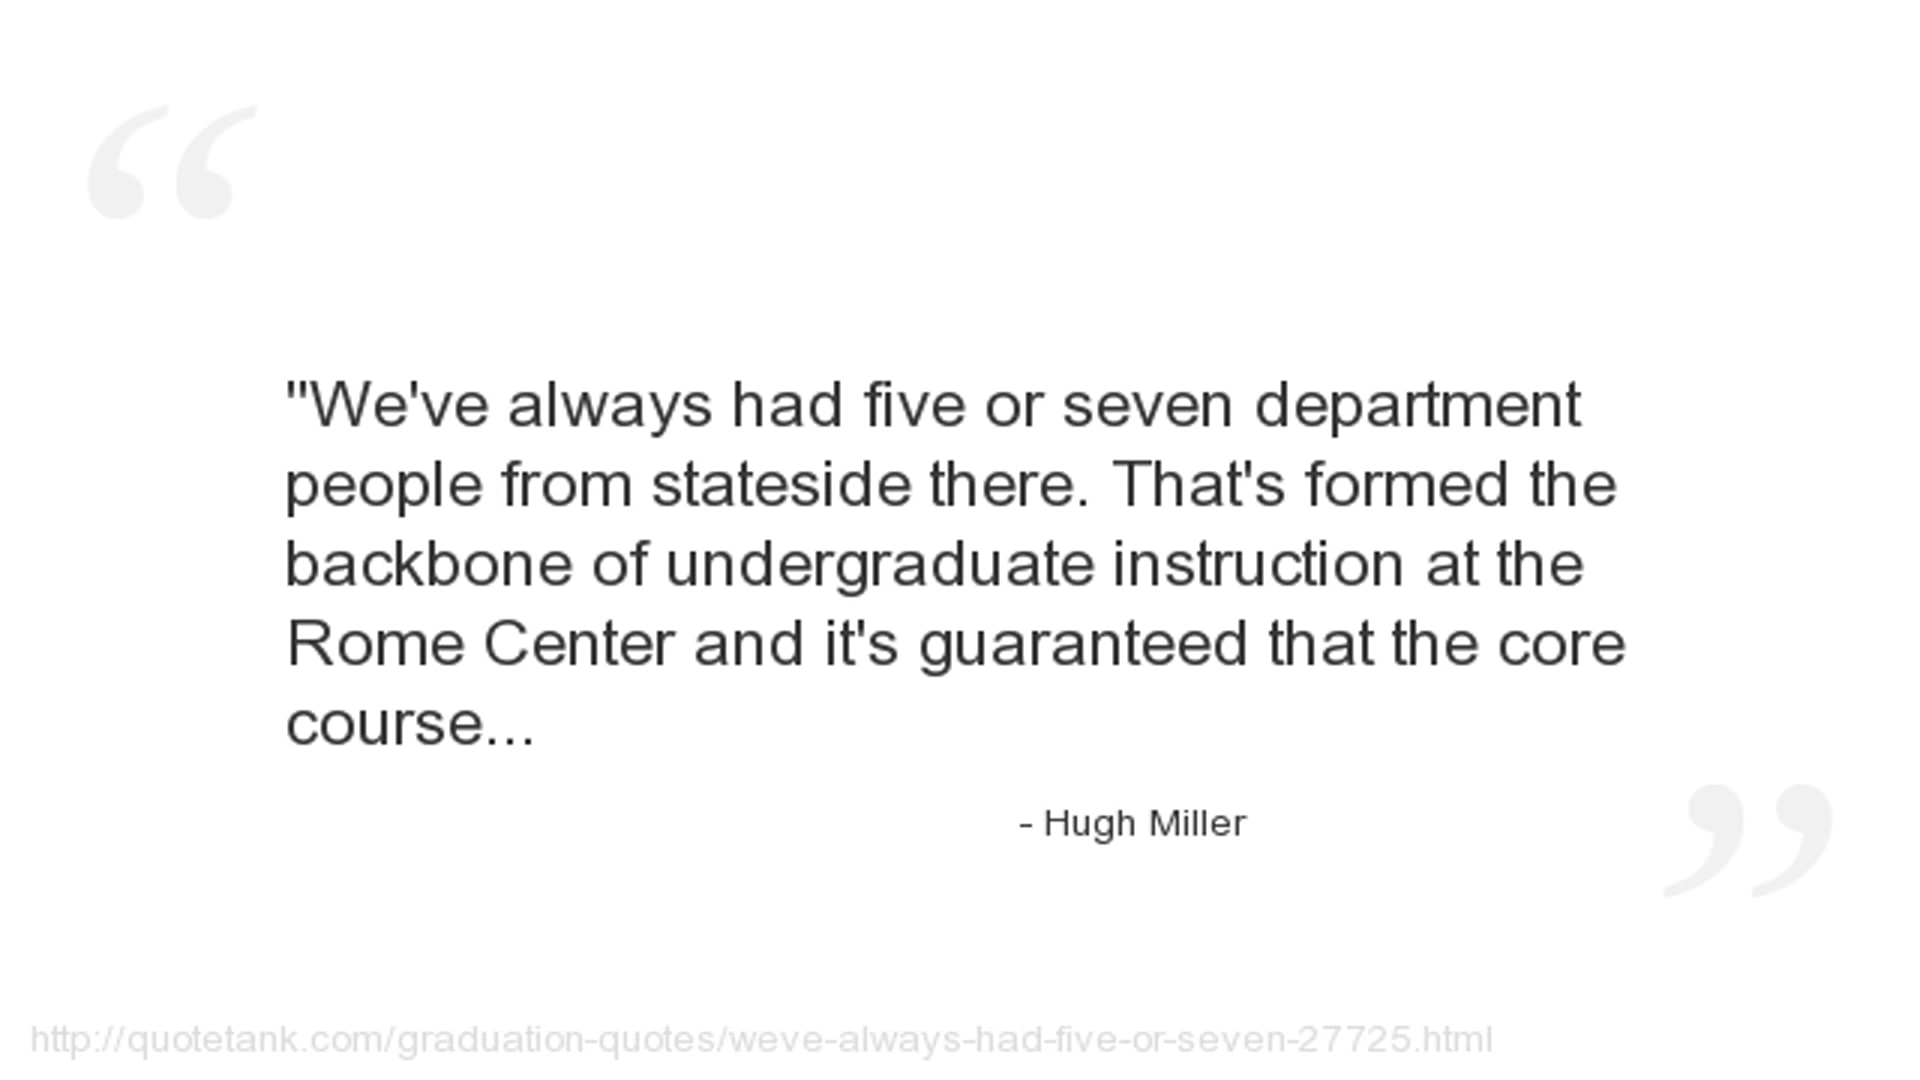 "We've always had five or seven department
people from stateside there. That's formed the
backbone of undergraduate instruction at the
Rome Center and it's guaranteed that the core
course...
- Hugh Miller
http://quotetank.com/graduation-quotes/weve-always-had-five-or-seven-27725.html